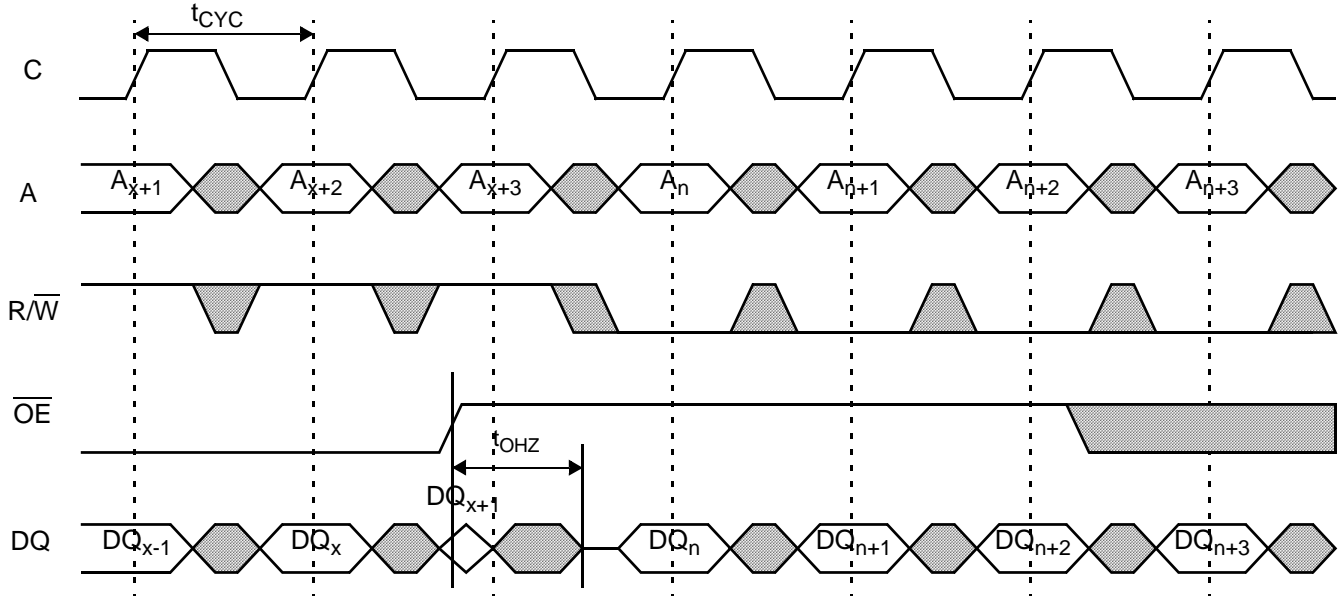 tCYC
C
A
Ax+1 Ax+2 Ax+3 An An+1 An+2 An+3
R/W
OE
tOHZ
DQx+1
DQ
DQx-1 DQx DQn DQn+1 DQn+2 DQn+3